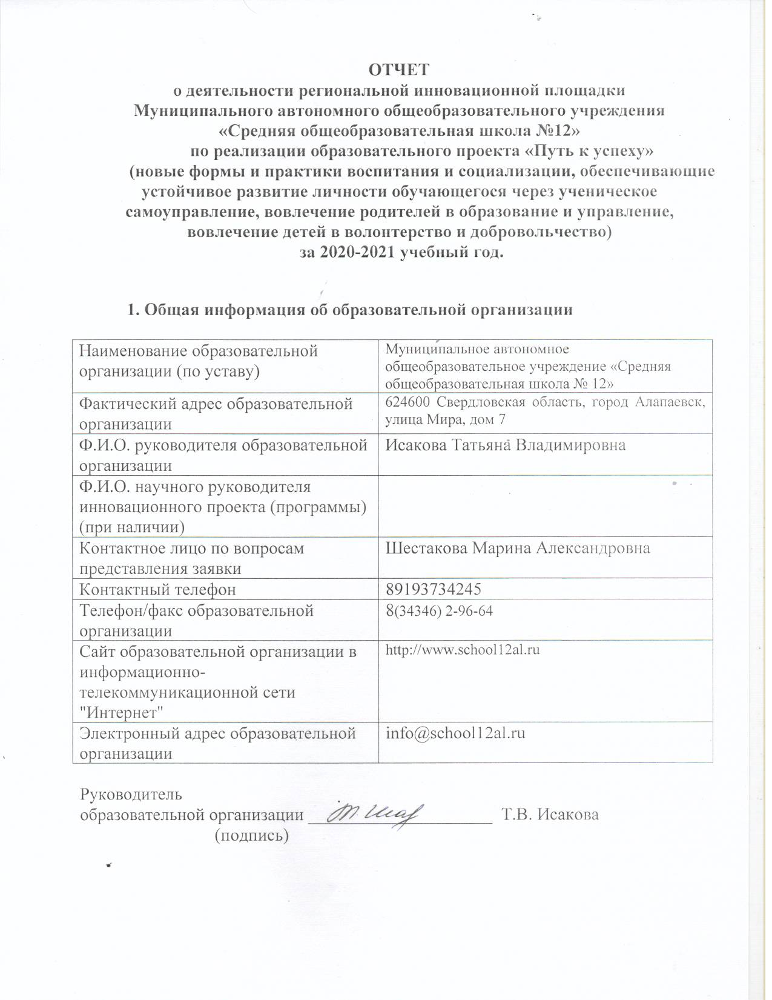 ОТЧЕТ
о деятельности региональной инновационной площадки
Муниципального автономного общеобразовательного учреждения
«Средняя общеобразовательная школа №12»
по реализации образовательного проекта «Путь к успеху»
(новые формы и практики воспитания и социализации, обеспечивающие
устойчивое развитие личности обучающегося через ученическое
самоуправление, вовлечение родителей в образование и управление,
вовлечение детей в волонтерство и добровольчество)
за 2020-2021 учебный год.
1. Общая информация об образовательной организации
Наименование образовательной
организации (по уставу)
Муниципальное автономное
общеобразовательное учреждение «Средняя
общеобразовательная школа № 12»
Фактический адрес образовательной
организации
624600 Свердловская область, город Алапаевск,
улица Мира, дом 7
Ф.И.О. руководителя образовательной
организации
Исакова Татьяна Владимировна
Ф.И.О. научного руководителя
инновационного проекта (программы)
(при наличии)
Контактное лицо по вопросам
представления заявки
Шестакова Марина Александровна
Контактный телефон
89193734245
Телефон/факс образовательной
организации
8(34346) 2-96-64
Сайт образовательной организации в
информационно-
телекоммуникационной сети
"Интернет"
http://www.school12al.ru
Электронный адрес образовательной
организации
info@school12al.ru
Руководитель
образовательной организации ______ Т.В. Исакова
(подпись)